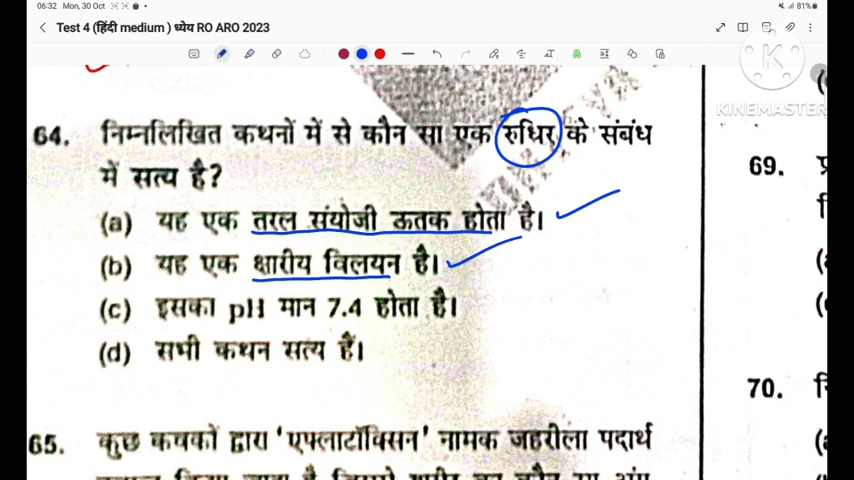 06:32 Mon, 30 Oct
81%
Test 4 (हिंदी medium ) ध्येय RO ARO 2023
KINEMASTER
64. निम्नलिखित कथनों में से कौन सा एक रुधिर के संबंध
में सत्य है?
(a) यह एक तरल संयोजी ऊतक होता है।
(b) यह एक क्षारीय विलयन है।
(c) इसका pH मान 7.4 होता है।
(d) सभी कथन सत्य हैं।
65. कुछ कवकों द्वारा 'एफ्लाटॉक्सिन' नामक जहरीला पदार्थ
69.
70.